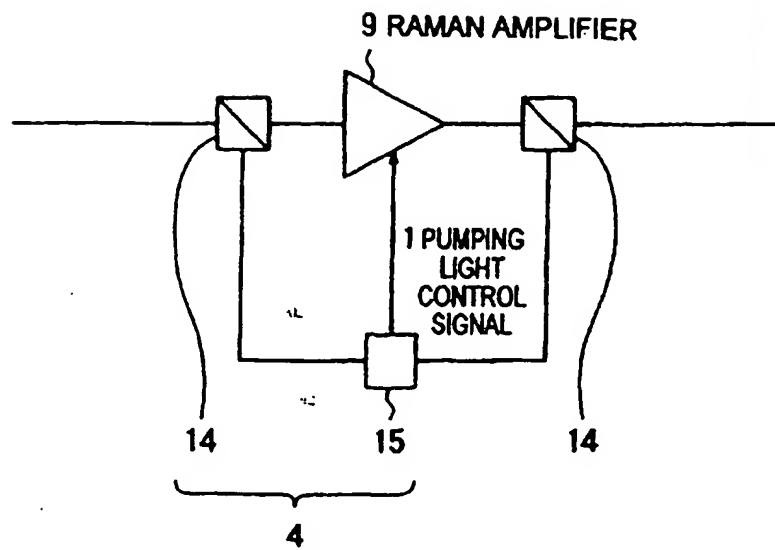 9 RAMAN AMPLIFIER
1 PUMPING
LIGHT
CONTROL
SIGNAL
14
15
14
4